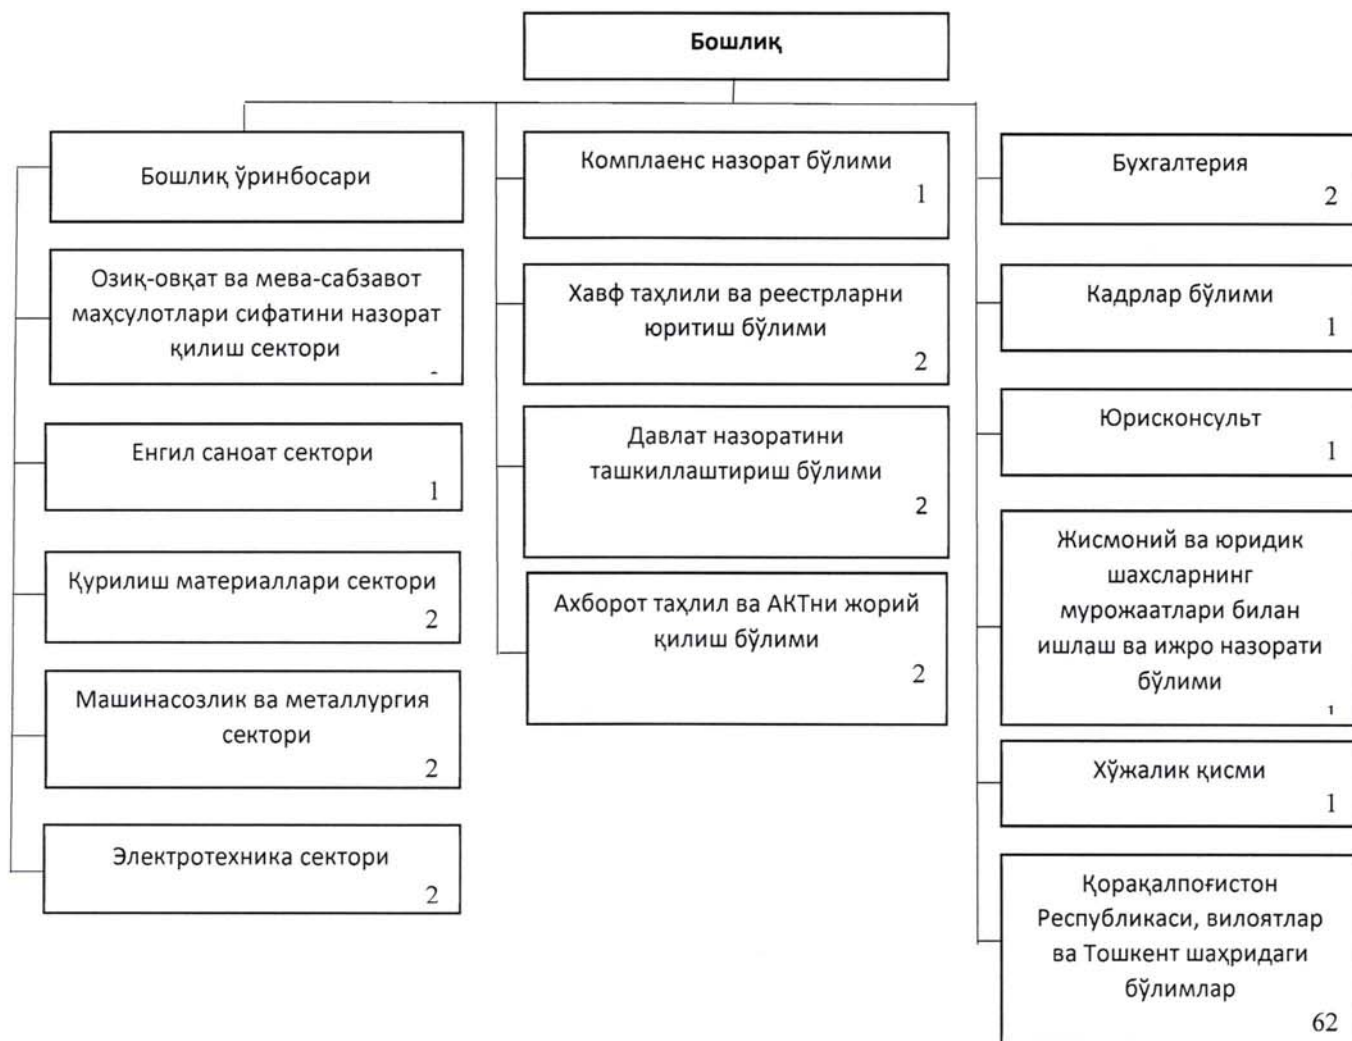 Бошлиқ
Бошлиқ ўринбосари
Озиқ-овқат ва мева-сабзавот
маҳсулотлари сифатини назорат
қилиш сектори
Енгил саноат сектори
1
Қурилиш материаллари сектори
2
Машинасозлик ва металлургия
сектори
2
Электротехника сектори
2
Комплаенс назорат бўлими
1
Хавф таҳлили ва реестрларни
юритиш бўлими
2
Давлат назоратини
ташкиллаштириш бўлими
2
Ахборот таҳлил ва АКТни жорий
қилиш бўлими
2
Бухгалтерия
2
Кадрлар бўлими
1
Юрисконсульт
1
Жисмоний ва юридик
шахсларнинг
мурожаатлари билан
ишлаш ва ижро назорати
бўлими
1
Хўжалик қисми
1
Қорақалпоғистон
Республикаси, вилоятлар
ва Тошкент шаҳридаги
бўлимлар
62